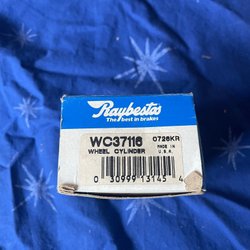 Raybestos
The best in brakes
WC37116 0726KR
WHEEL CYLINDER MADE IN
U.S.A.
0 30999 13145 4